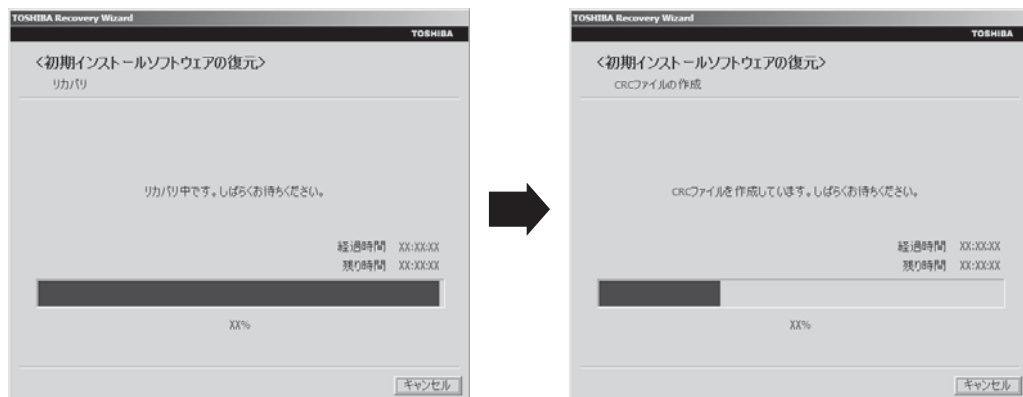 TOSHIBA Recovery Wizard
TOSHIBA
<初期インストールソフトウェアの復元>
リカバリ
リカバリ中です。しばらくお待ちください。
経過時間 XX:XX:XX
残り時間 XX:XX:XX
XX%
キャンセル
TOSHIBA Recovery Wizard
TOSHIBA
<初期インストールソフトウェアの復元>
CRCファイルの作成
CRCファイルを作成しています。しばらくお待ちください。
経過時間 XX:XX:XX
残り時間 XX:XX:XX
XX%
キャンセル